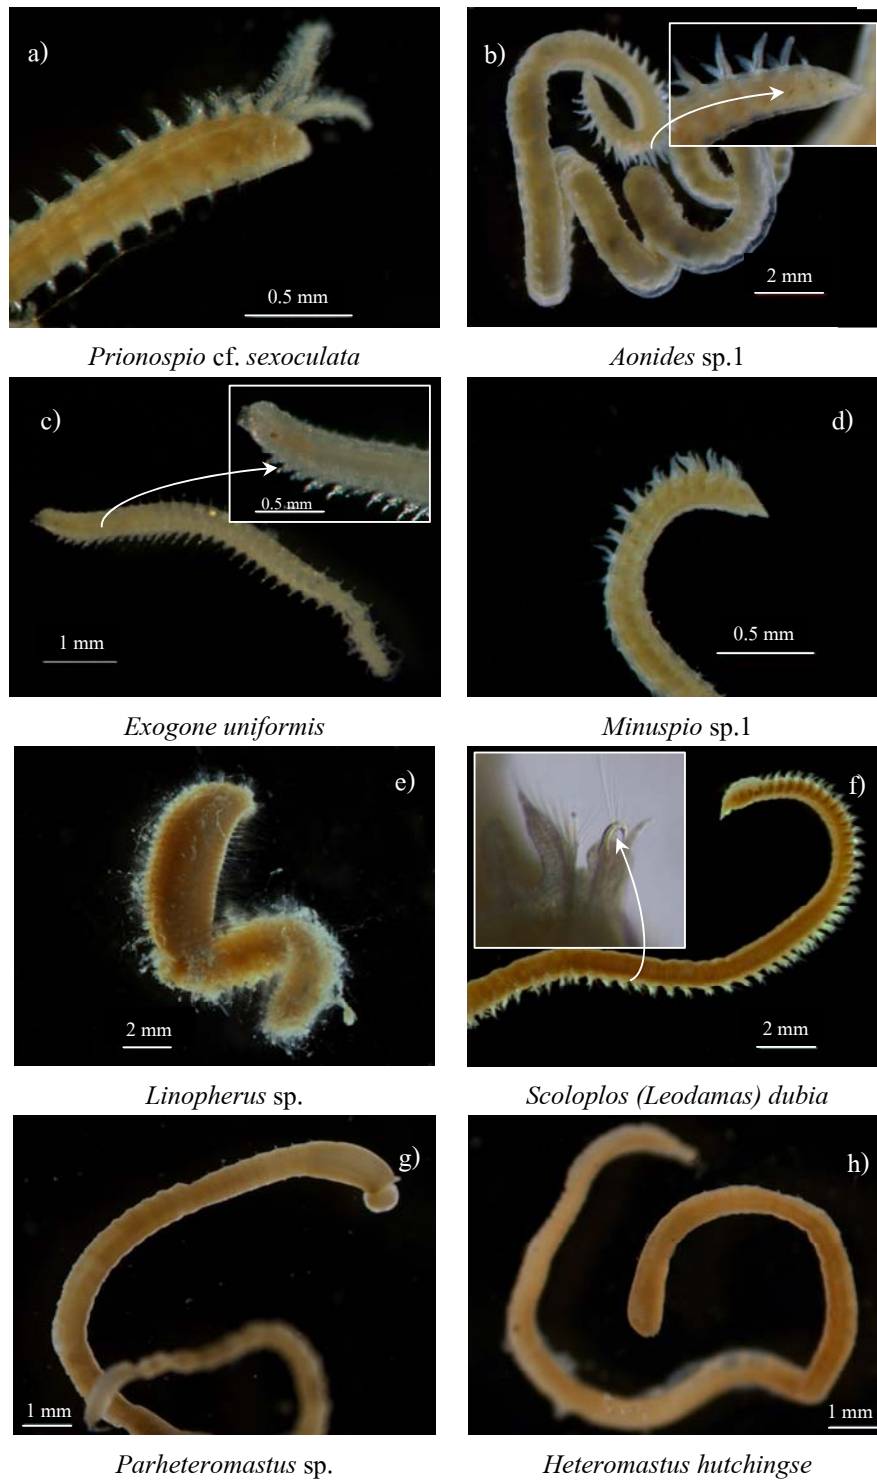 a)
0.5 mm
Prionospio cf. sexoculata
b)
2 mm
Aonides sp.1
c)
0.5 mm
1 mm
Exogone uniformis
d)
0.5 mm
Minuspio sp.1
e)
2 mm
Linopherus sp.
f)
2 mm
Scoloplos (Leodamas) dubia
g)
1 mm
Parheteromastus sp.
h)
1 mm
Heteromastus hutchingse